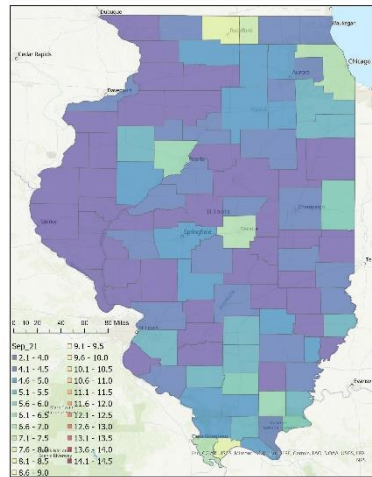 Dubuque
Waukegan
Rockford
Cedar Rapids
Chicago
Aurora
Davenport
Peoria
Illinois
Champaign
Springfield
Decatur
Quincy
0 10 20 40 60 80 Miles
Sep_21
2.1 - 4.0
4.1 - 4.5
4.6 - 5.0
5.1 - 5.5
5.6 - 6.0
6.1 - 6.5
6.6 - 7.0
7.1 - 7.5
7.6 - 8.0
8.1 - 8.5
8.6 - 9.0
9.1 - 9.5
9.6 - 10.0
10.1 - 10.5
10.6 - 11.0
11.1 - 11.5
11.6 - 12.0
12.1 - 12.5
12.6 - 13.0
13.1 - 13.5
13.6 - 14.0
14.1 - 14.5